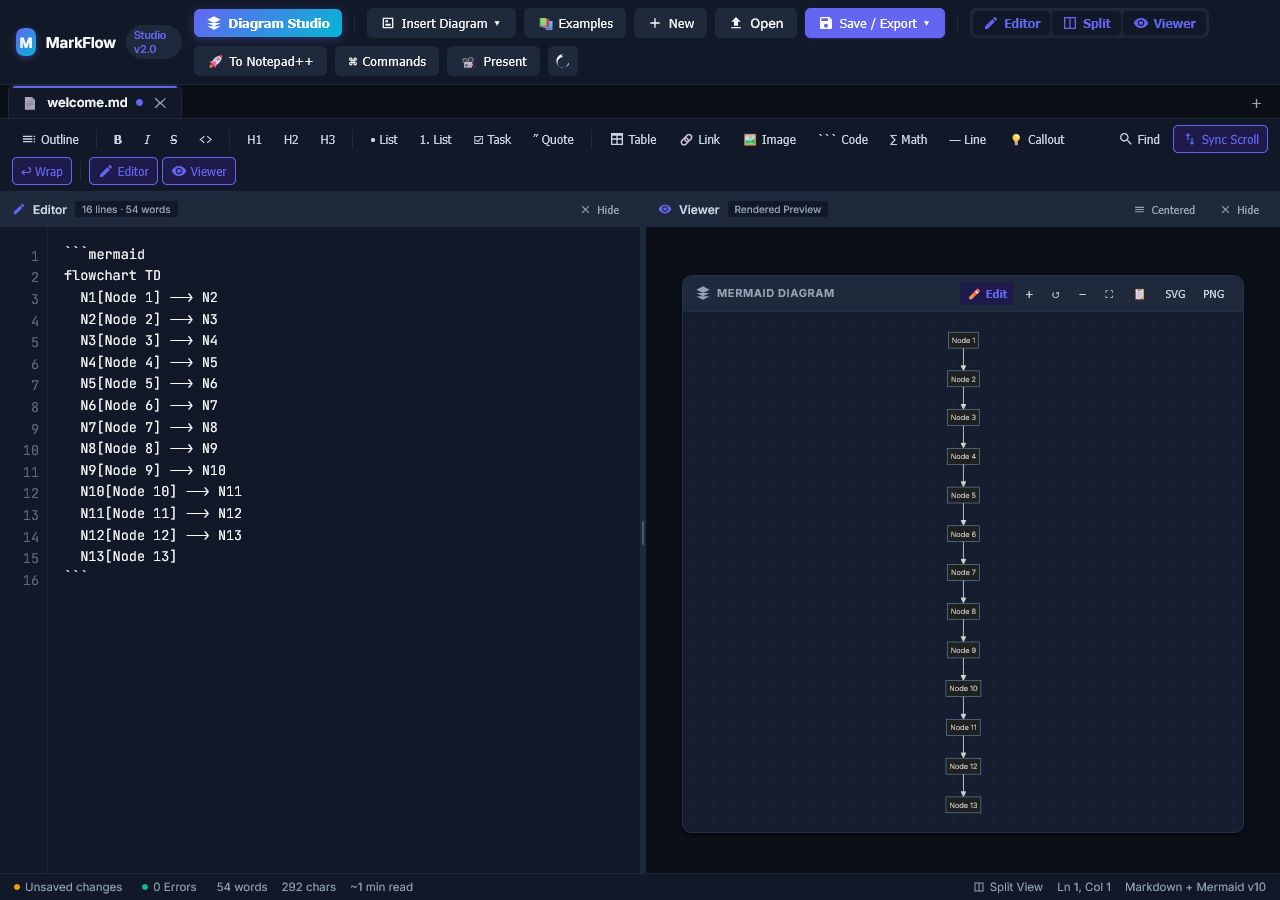 M MarkFlow Studio v2.0
Diagram Studio Insert Diagram ▾ Examples + New Open Save / Export ▾ Editor Split Viewer
To Notepad++ ⌘ Commands Present
welcome.md
+
Outline B I S <> H1 H2 H3 • List 1. List ☑ Task " Quote Table Link Image ``` Code ∑ Math — Line Callout Find Sync Scroll
↩ Wrap Editor Viewer
Editor 16 lines · 54 words Hide
1 ```mermaid
2 flowchart TD
3 N1[Node 1] --> N2
4 N2[Node 2] --> N3
5 N3[Node 3] --> N4
6 N4[Node 4] --> N5
7 N5[Node 5] --> N6
8 N6[Node 6] --> N7
9 N7[Node 7] --> N8
10 N8[Node 8] --> N9
11 N9[Node 9] --> N10
12 N10[Node 10] --> N11
13 N11[Node 11] --> N12
14 N12[Node 12] --> N13
15 N13[Node 13]
16 ```
Viewer Rendered Preview Centered Hide
MERMAID DIAGRAM Edit + ↺ − SVG PNG
Node 1
Node 2
Node 3
Node 4
Node 5
Node 6
Node 7
Node 8
Node 9
Node 10
Node 11
Node 12
Node 13
Unsaved changes 0 Errors 54 words 292 chars ~1 min read Split View Ln 1, Col 1 Markdown + Mermaid v10